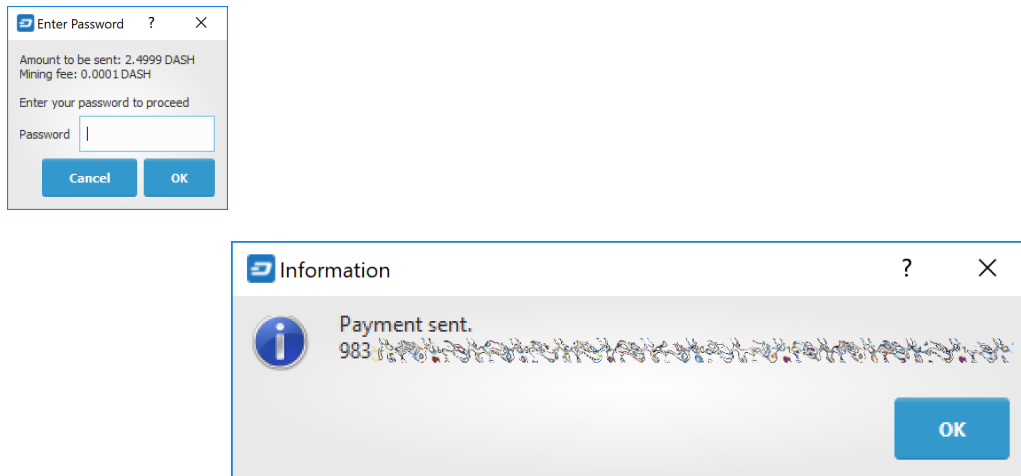 Enter Password ?
Amount to be sent: 2.4999 DASH
Mining fee: 0.0001 DASH
Enter your password to proceed
Password
Cancel OK
Information ?
Payment sent.
983
OK